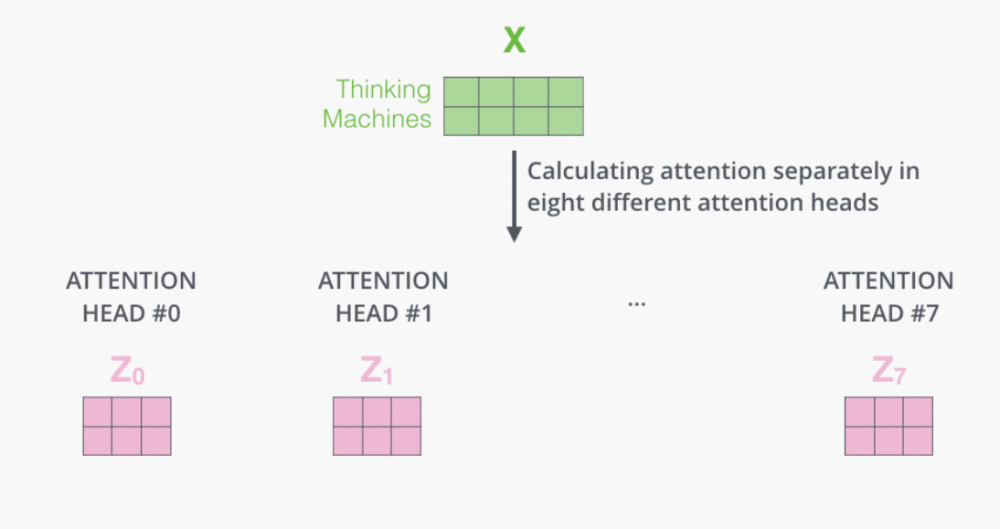 X
Thinking
Machines
Calculating attention separately in
eight different attention heads
ATTENTION
HEAD #0
ATTENTION
HEAD #1
...
ATTENTION
HEAD #7
Z0
Z1
Z7